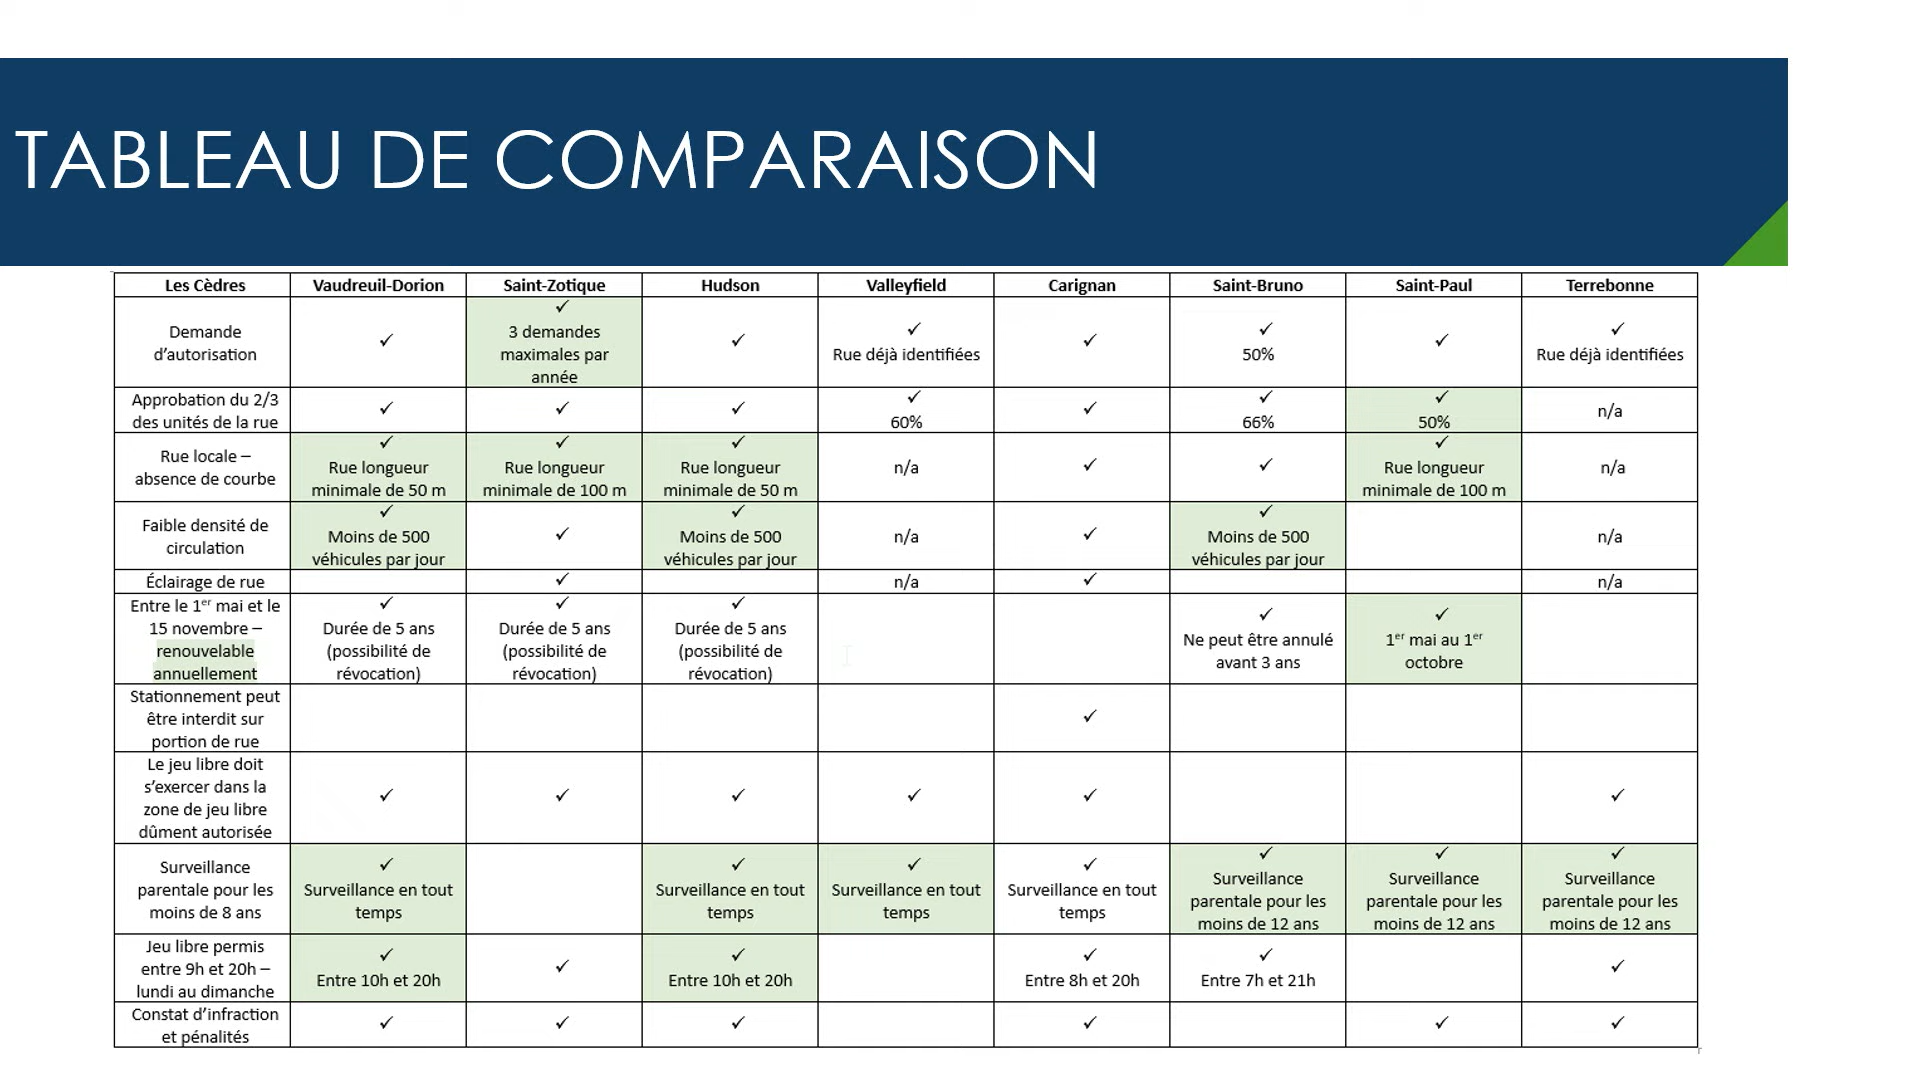 TABLEAU DE COMPARAISON
Les Cèdres Vaudreuil-Dorion Saint-Zotique Hudson Valleyfield Carignan Saint-Bruno Saint-Paul Terrebonne
Demande d'autorisation ✓ ✓ 3 demandes maximales par année ✓ ✓ Rue déjà identifiées ✓ ✓ 50% ✓ ✓ Rue déjà identifiées
Approbation du 2/3 des unités de la rue ✓ ✓ ✓ ✓ 60% ✓ ✓ 66% ✓ 50% n/a
Rue locale – absence de courbe ✓ Rue longueur minimale de 50 m ✓ Rue longueur minimale de 100 m ✓ Rue longueur minimale de 50 m n/a ✓ ✓ ✓ Rue longueur minimale de 100 m n/a
Faible densité de circulation ✓ Moins de 500 véhicules par jour ✓ ✓ Moins de 500 véhicules par jour n/a ✓ ✓ Moins de 500 véhicules par jour n/a
Éclairage de rue ✓ n/a ✓ n/a
Entre le 1er mai et le 15 novembre – renouvelable annuellement ✓ Durée de 5 ans (possibilité de révocation) ✓ Durée de 5 ans (possibilité de révocation) ✓ Durée de 5 ans (possibilité de révocation) ✓ Ne peut être annulé avant 3 ans ✓ 1er mai au 1er octobre
Stationnement peut être interdit sur portion de rue ✓
Le jeu libre doit s'exercer dans la zone de jeu libre dûment autorisée ✓ ✓ ✓ ✓ ✓ ✓
Surveillance parentale pour les moins de 8 ans ✓ Surveillance en tout temps ✓ Surveillance en tout temps ✓ Surveillance en tout temps ✓ Surveillance en tout temps ✓ Surveillance parentale pour les moins de 12 ans ✓ Surveillance parentale pour les moins de 12 ans ✓ Surveillance parentale pour les moins de 12 ans
Jeu libre permis entre 9h et 20h – lundi au dimanche ✓ Entre 10h et 20h ✓ ✓ Entre 10h et 20h ✓ Entre 8h et 20h ✓ Entre 7h et 21h ✓
Constat d'infraction et pénalités ✓ ✓ ✓ ✓ ✓ ✓